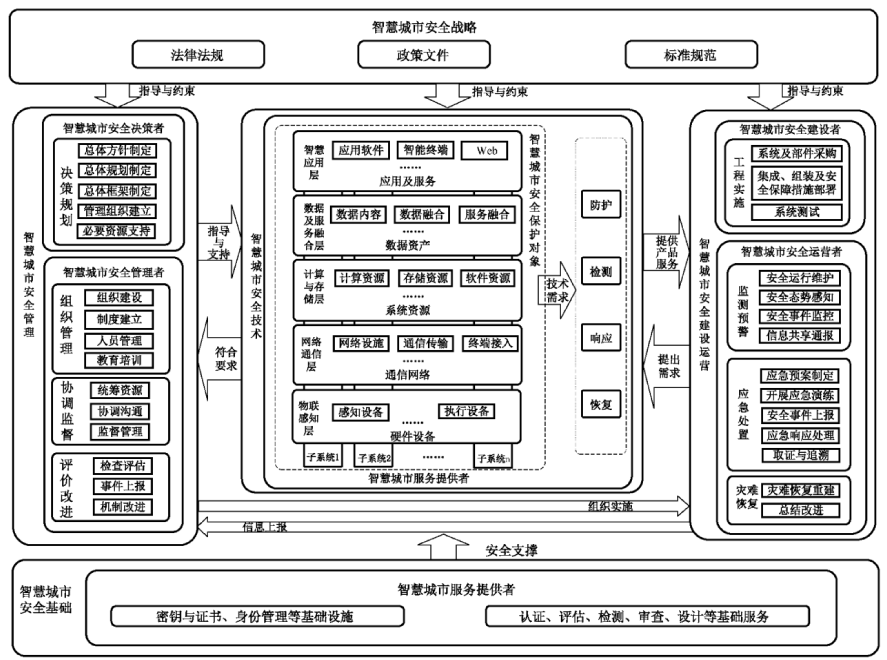 智慧城市安全战略
法律法规
政策文件
标准规范
指导与约束
指导与约束
指导与约束
智慧城市安全管理
智慧城市安全决策者
决策规划
总体方针制定
总体规划制定
总体框架制定
管理组织建立
必要资源支持
智慧城市安全管理者
组织管理
组织建设
制度建立
人员管理
教育培训
协调监督
统筹资源
协调沟通
监督管理
评价改进
检查评估
事件上报
机制改进
指导
与
支持
符合
要求
智慧城市安全技术
智慧
应用
层
应用软件
智能终端
Web
……
应用及服务
数据及
服务融
合层
数据内容
数据融合
服务融合
……
数据资产
计算
与存
储层
计算资源
存储资源
软件资源
……
系统资源
网络
通信
层
网络设施
通信传输
终端接入
……
通信网络
物联
感知
层
感知设备
执行设备
……
硬件设备
子系统1
子系统2
……
子系统n
智慧城市安全保护对象
智慧城市服务提供者
技术
需求
防护
检测
响应
恢复
提供
产品
服务
提出
需求
智慧城市安全建设运营
智慧城市安全建设者
工程实施
系统及部件采购
集成、组装及安
全保障措施部署
系统测试
智慧城市安全运营者
监测预警
安全运行维护
安全态势感知
安全事件监控
信息共享通报
应急处置
应急预案制定
开展应急演练
安全事件上报
应急响应处理
取证与追溯
灾难
恢复
灾难恢复重建
总结改进
组织实施
信息上报
安全支撑
智慧城市
安全基础
智慧城市服务提供者
密钥与证书、身份管理等基础设施
认证、评估、检测、审查、设计等基础服务